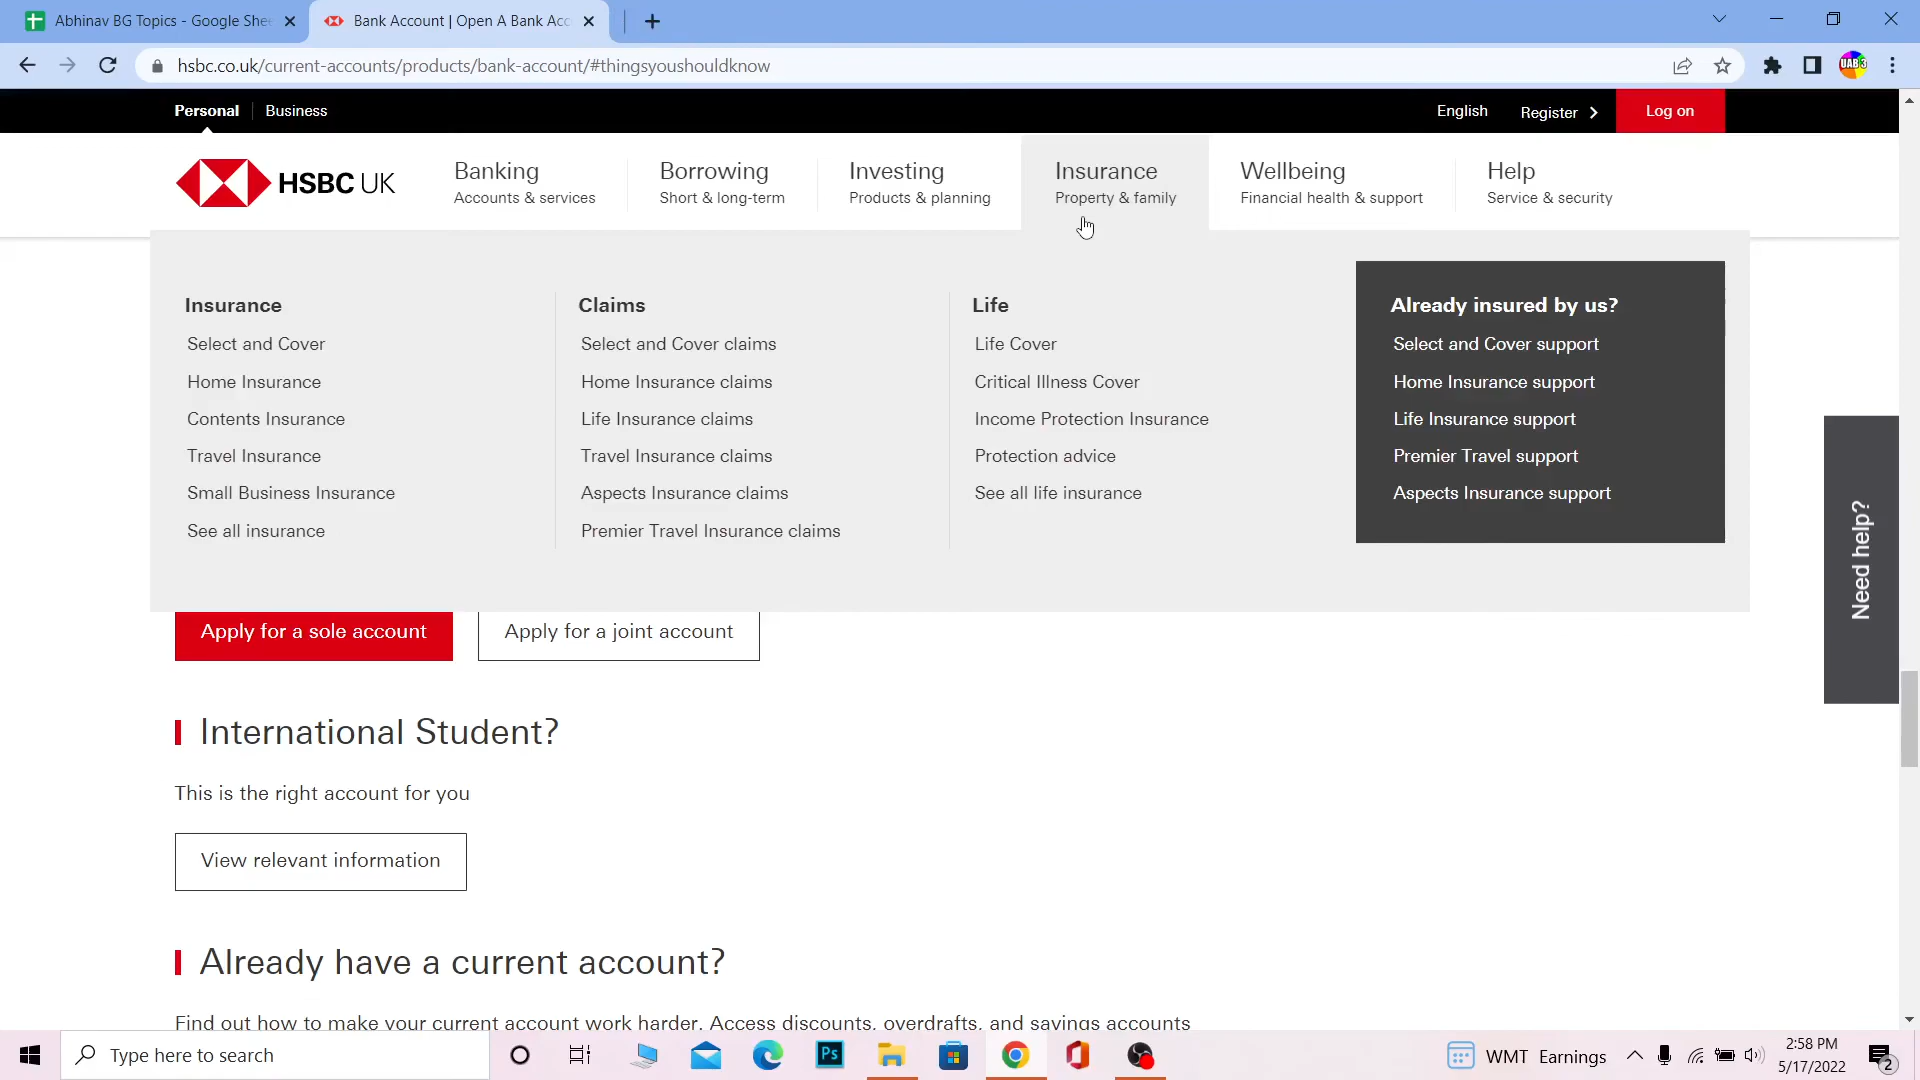 Abhinav BG Topics - Google She
Bank Account | Open A Bank Acc
hsbc.co.uk/current-accounts/products/bank-account/#thingsyoushouldknow
UAB 3
Personal
Business
English
Register
Log on
HSBC UK
Banking
Accounts & services
Borrowing
Short & long-term
Investing
Products & planning
Insurance
Property & family
Wellbeing
Financial health & support
Help
Service & security
Insurance
Select and Cover
Home Insurance
Contents Insurance
Travel Insurance
Small Business Insurance
See all insurance
Claims
Select and Cover claims
Home Insurance claims
Life Insurance claims
Travel Insurance claims
Aspects Insurance claims
Premier Travel Insurance claims
Life
Life Cover
Critical Illness Cover
Income Protection Insurance
Protection advice
See all life insurance
Already insured by us?
Select and Cover support
Home Insurance support
Life Insurance support
Premier Travel support
Aspects Insurance support
Need help?
Apply for a sole account
Apply for a joint account
International Student?
This is the right account for you
View relevant information
Already have a current account?
Find out how to make your current account work harder. Access discounts, overdrafts, and savings accounts
Type here to search
Ps
WMT Earnings
2:58 PM
5/17/2022
2